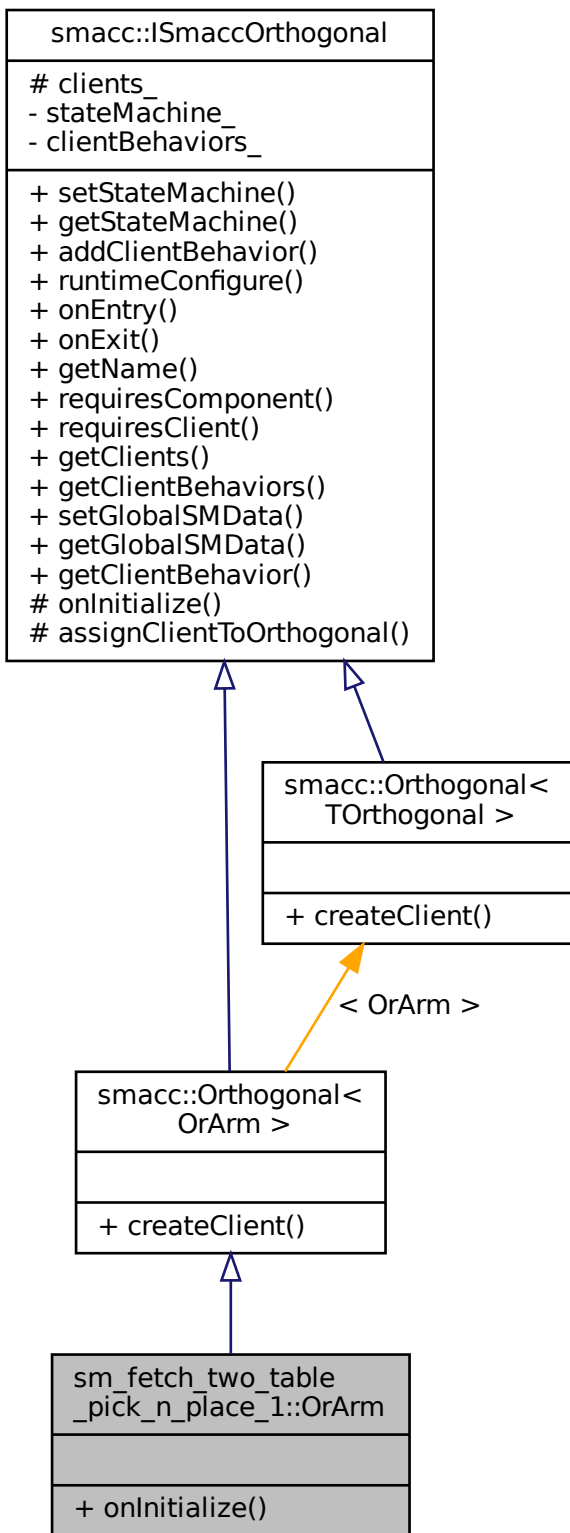 smacc::ISmaccOrthogonal
# clients_
- stateMachine_
- clientBehaviors_
+ setStateMachine()
+ getStateMachine()
+ addClientBehavior()
+ runtimeConfigure()
+ onEntry()
+ onExit()
+ getName()
+ requiresComponent()
+ requiresClient()
+ getClients()
+ getClientBehaviors()
+ setGlobalSMData()
+ getGlobalSMData()
+ getClientBehavior()
# onInitialize()
# assignClientToOrthogonal()
smacc::Orthogonal<
TOrthogonal >
+ createClient()
< OrArm >
smacc::Orthogonal<
OrArm >
+ createClient()
sm_fetch_two_table
_pick_n_place_1::OrArm
+ onInitialize()